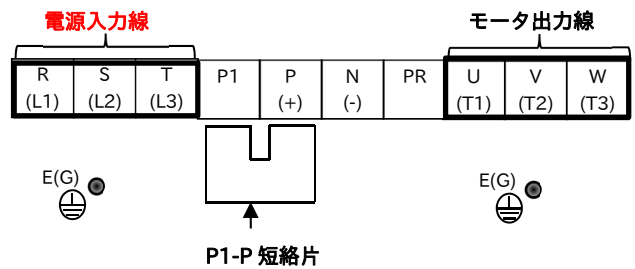 電源入力線 モータ出力線
R S T P1 P N PR U V W
(L1) (L2) (L3) (+) (-) (T1) (T2) (T3)
E(G) E(G)
P1-P 短絡片